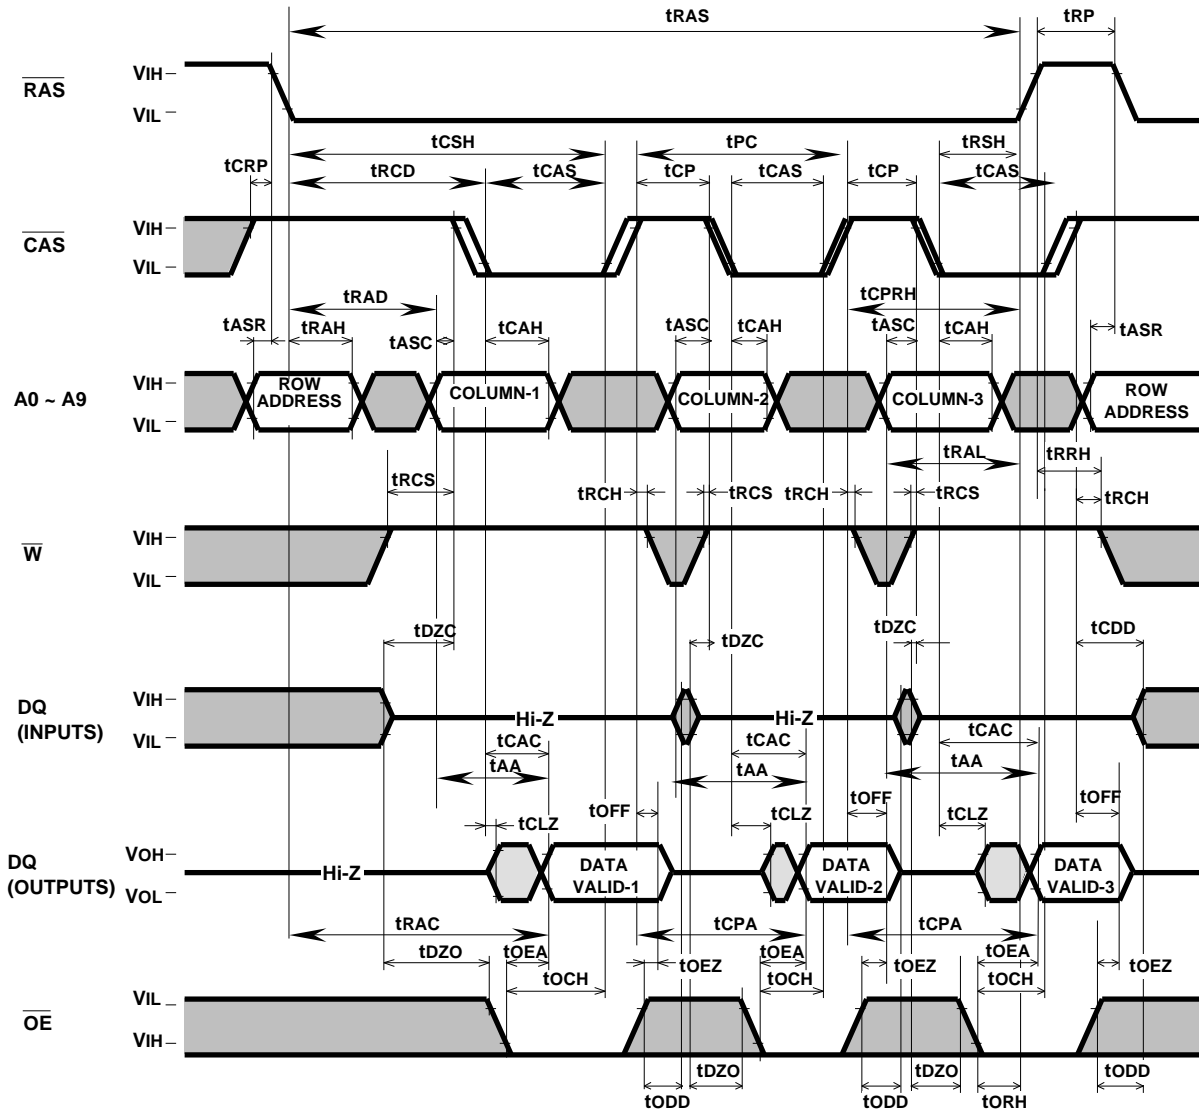 tRAS tRP
RAS VIH
VIL
tCSH tPC tRSH
tCRP tRCD tCAS tCP tCAS tCP tCAS
CAS VIH
VIL
tRAD tCPRH
tASR tRAH tASC tCAH tASC tCAH tASC tCAH tASR
A0 ~ A9 VIH ROW ADDRESS COLUMN-1 COLUMN-2 COLUMN-3 ROW ADDRESS
VIL
tRAL tRRH
tRCS tRCH tRCS tRCH tRCS tRCH
W VIH
VIL
tDZC tDZC tDZC tCDD
DQ (INPUTS) VIH
Hi-Z Hi-Z
VIL
tCAC tCAC tCAC
tAA tAA tAA
tOFF tOFF tOFF
tCLZ tCLZ tCLZ
DQ (OUTPUTS) VOH
Hi-Z DATA VALID-1 DATA VALID-2 DATA VALID-3
VOL
tRAC tCPA tCPA
tDZO tOEA tOEZ tOEA tOEZ tOEA tOEZ
tOCH tOCH tOCH
OE VIL
VIH
tDZO tDZO tODD
tODD tODD tORH